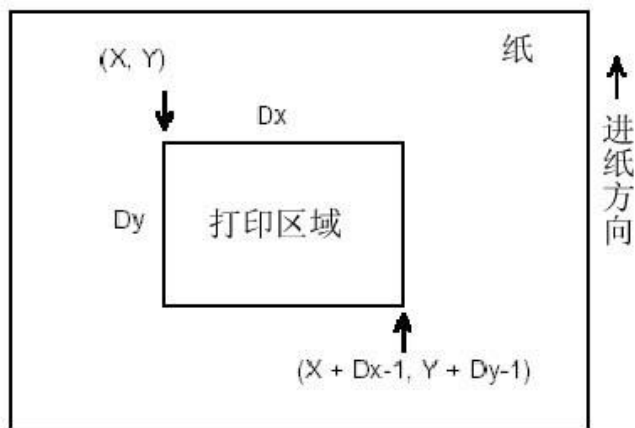 纸
(X, Y)
Dx
Dy
打印区域
(X + Dx-1, Y + Dy-1)
进纸方向